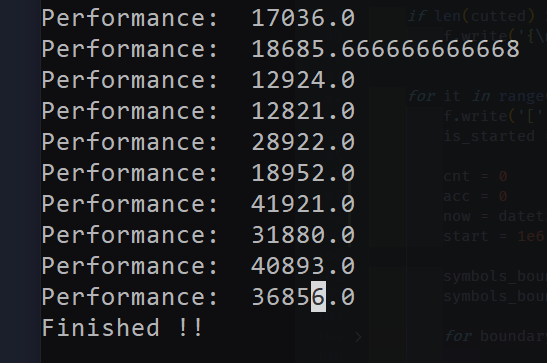 Performance:  17036.0
Performance:  18685.666666666668
Performance:  12924.0
Performance:  12821.0
Performance:  28922.0
Performance:  18952.0
Performance:  41921.0
Performance:  31880.0
Performance:  40893.0
Performance:  36856.0
Finished !!
if len(cutted)
f.write('{\
for it in range
f.write('['
is_started
cnt = 0
acc = 0
now = datet
start = 1e6
symbols_bou
symbols_bou
for boundar